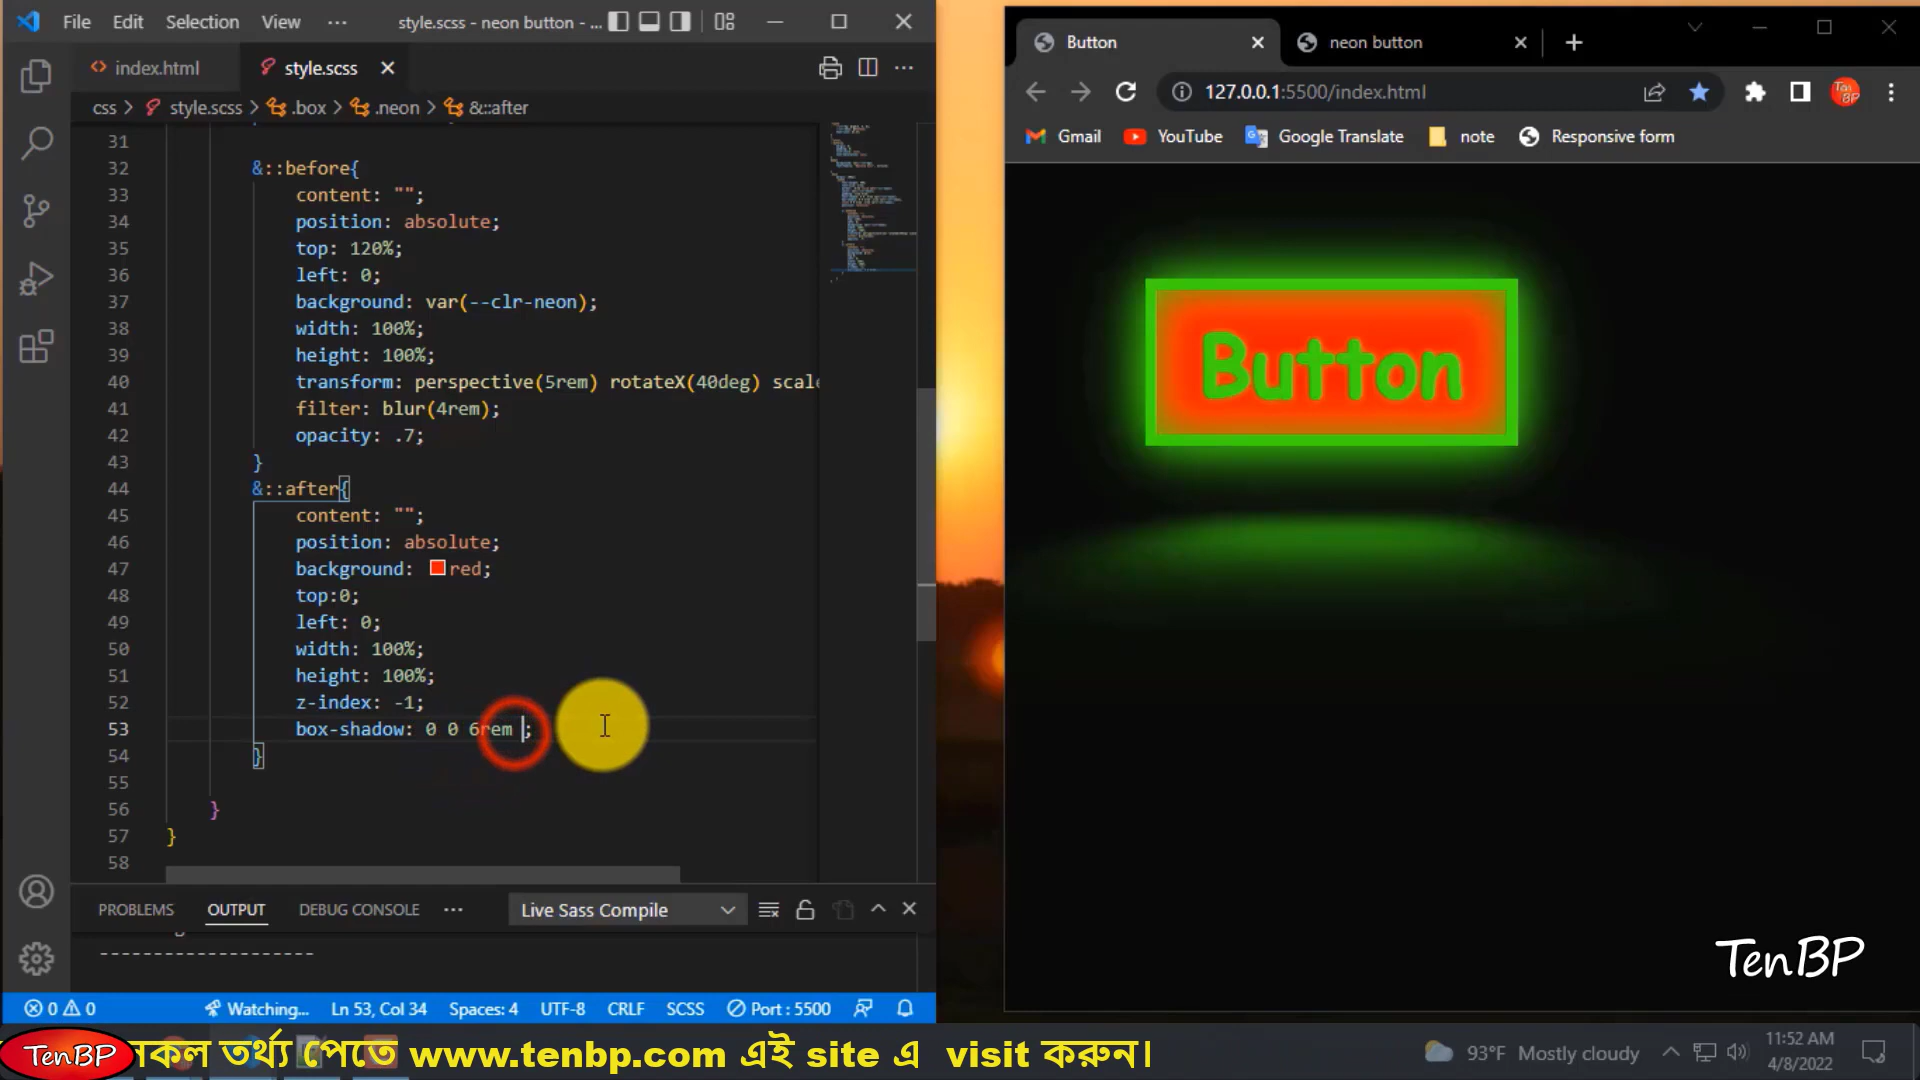 File Edit Selection View ··· style.scss - neon button - ...
index.html style.scss
css > style.scss > .box > .neon > &::after
31
32 &::before{
33 content: "";
34 position: absolute;
35 top: 120%;
36 left: 0;
37 background: var(--clr-neon);
38 width: 100%;
39 height: 100%;
40 transform: perspective(5rem) rotateX(40deg) scale
41 filter: blur(4rem);
42 opacity: .7;
43 }
44 &::after{
45 content: "";
46 position: absolute;
47 background: red;
48 top:0;
49 left: 0;
50 width: 100%;
51 height: 100%;
52 z-index: -1;
53 box-shadow: 0 0 6rem ;
54 }
55
56 }
57 }
58
PROBLEMS OUTPUT DEBUG CONSOLE ··· Live Sass Compile
--------------------
0 0 Watching... Ln 53, Col 34 Spaces: 4 UTF-8 CRLF SCSS Port : 5500
Button neon button
127.0.0.1:5500/index.html
Gmail YouTube Google Translate note Responsive form
Button
TenBP
TenBP সকল তর্থ্য পেতে www.tenbp.com এই site এ visit করুন।
93°F Mostly cloudy
11:52 AM
4/8/2022